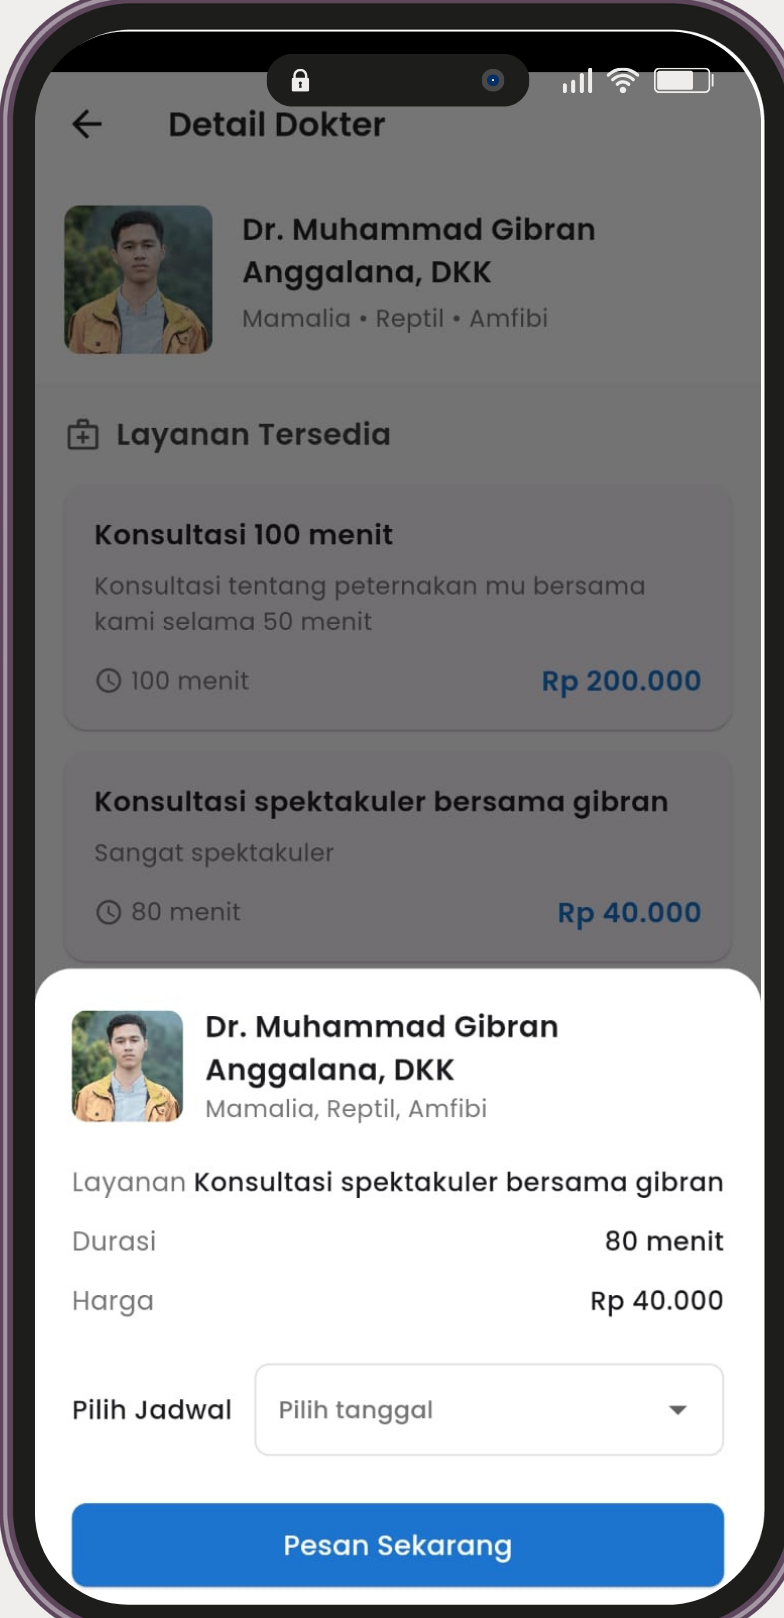 Detail Dokter
Dr. Muhammad Gibran
Anggalana, DKK
Mamalia • Reptil • Amfibi
Layanan Tersedia
Konsultasi 100 menit
Konsultasi tentang peternakan mu bersama
kami selama 50 menit
100 menit Rp 200.000
Konsultasi spektakuler bersama gibran
Sangat spektakuler
80 menit Rp 40.000
Dr. Muhammad Gibran
Anggalana, DKK
Mamalia, Reptil, Amfibi
Layanan Konsultasi spektakuler bersama gibran
Durasi 80 menit
Harga Rp 40.000
Pilih Jadwal Pilih tanggal
Pesan Sekarang